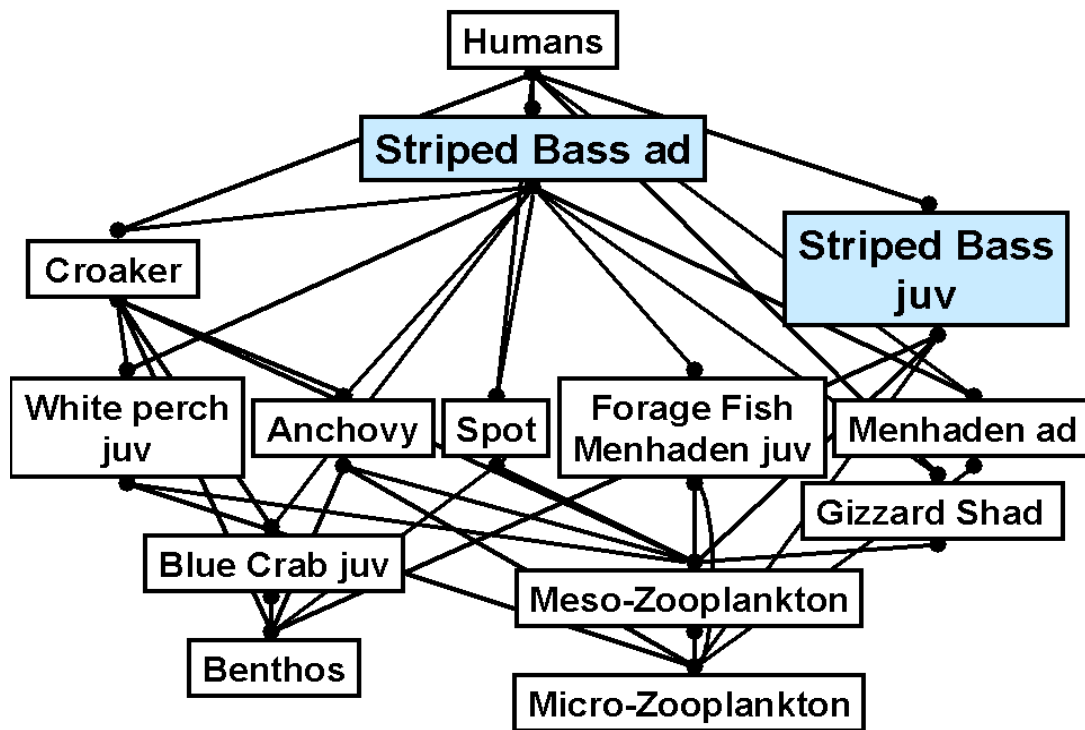 Humans
Striped Bass ad
Croaker
Striped Bass
juv
White perch
juv
Anchovy
Spot
Forage Fish
Menhaden juv
Menhaden ad
Gizzard Shad
Blue Crab juv
Meso-Zooplankton
Benthos
Micro-Zooplankton